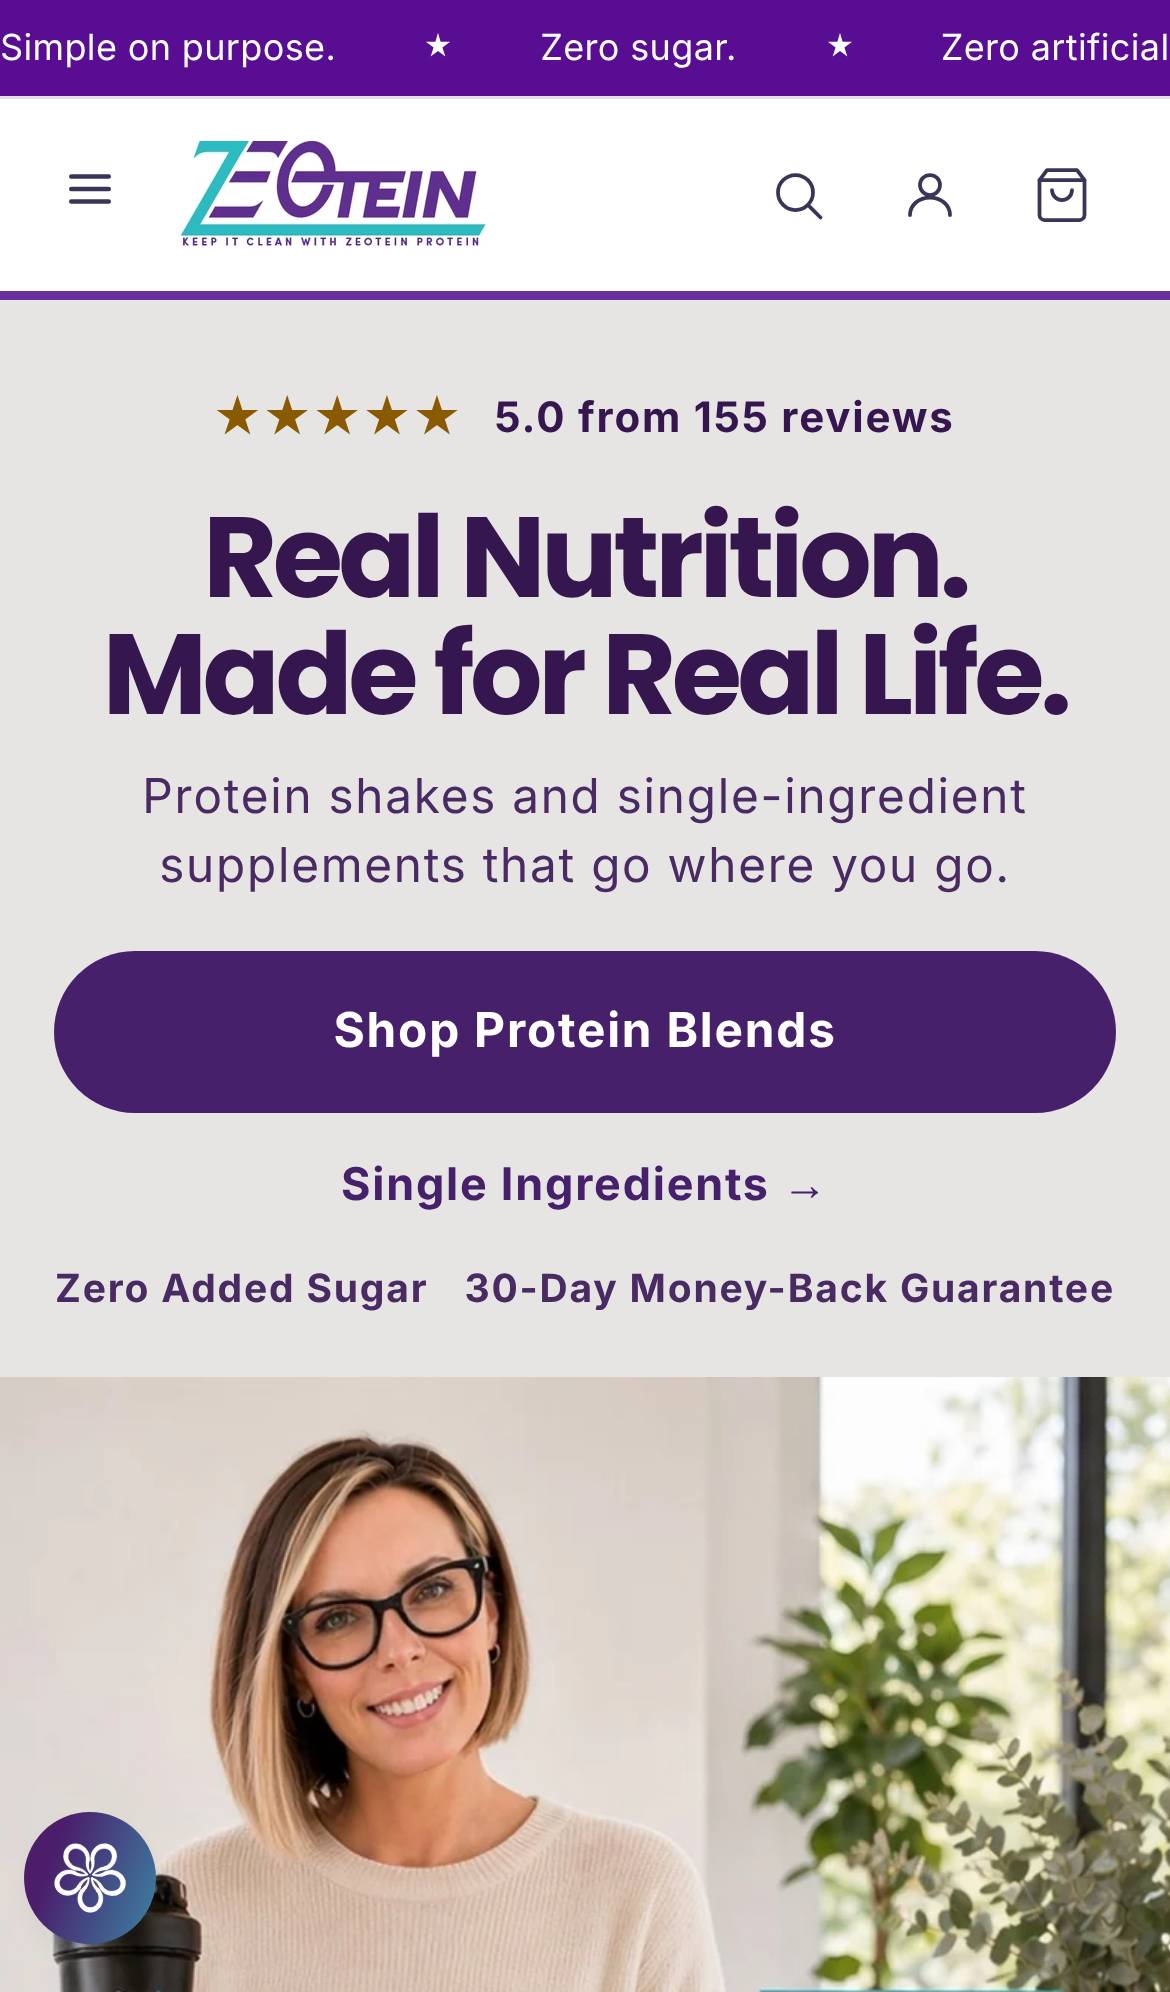 Simple on purpose. ★ Zero sugar. ★ Zero artificial
ZEOTEIN
KEEP IT CLEAN WITH ZEOTEIN PROTEIN
★★★★★ 5.0 from 155 reviews
Real Nutrition.
Made for Real Life.
Protein shakes and single-ingredient
supplements that go where you go.
Shop Protein Blends
Single Ingredients →
Zero Added Sugar 30-Day Money-Back Guarantee